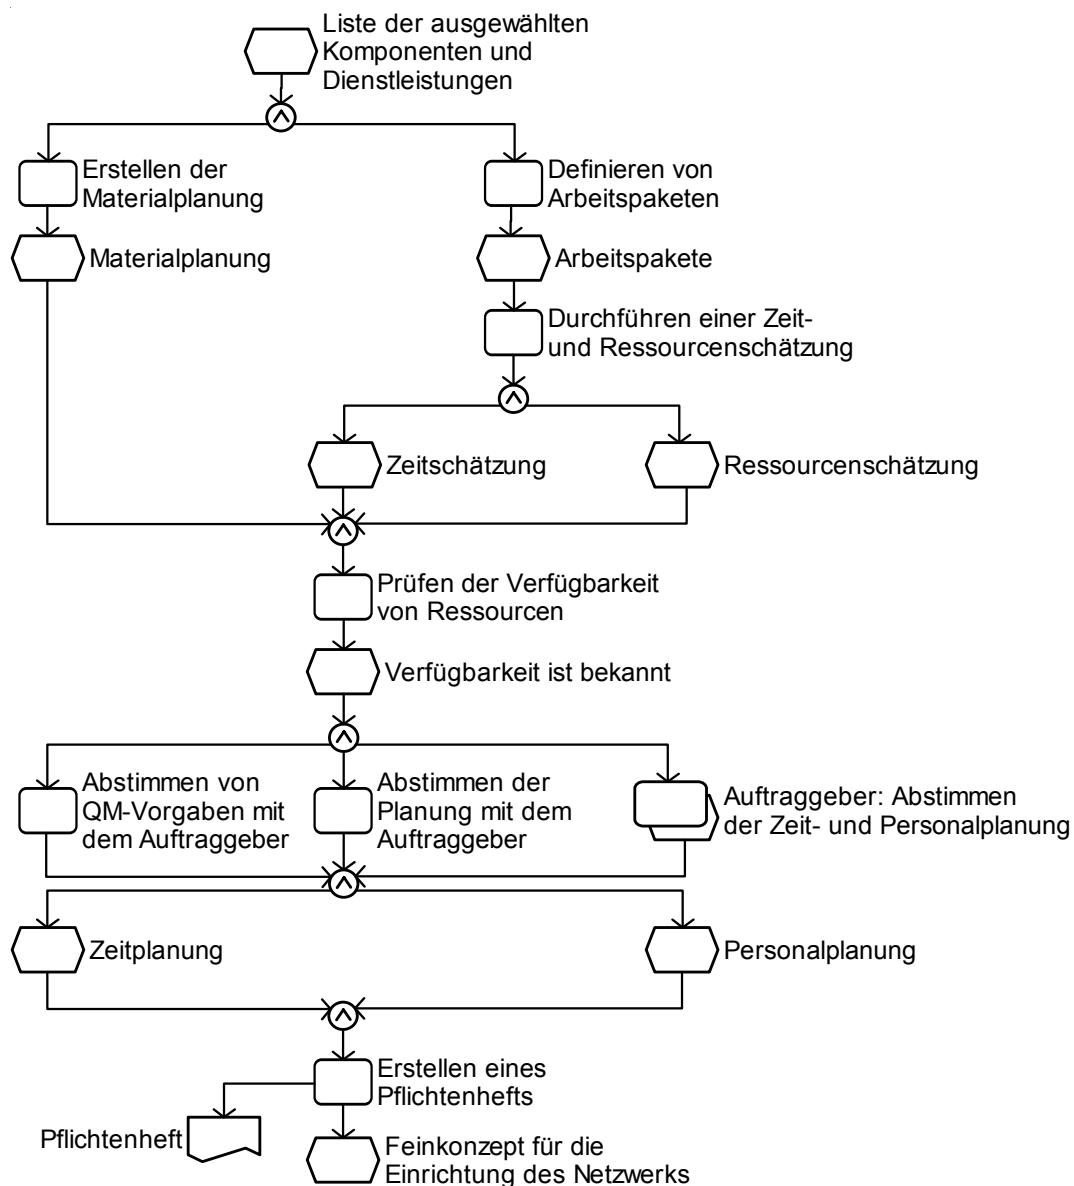 Liste der ausgewählten
Komponenten und
Dienstleistungen
Erstellen der
Materialplanung
Definieren von
Arbeitspaketen
Materialplanung
Arbeitspakete
Durchführen einer Zeit-
und Ressourcenschätzung
Zeitschätzung
Ressourcenschätzung
Prüfen der Verfügbarkeit
von Ressourcen
Verfügbarkeit ist bekannt
Abstimmen von
QM-Vorgaben mit
dem Auftraggeber
Abstimmen der
Planung mit dem
Auftraggeber
Auftraggeber: Abstimmen
der Zeit- und Personalplanung
Zeitplanung
Personalplanung
Erstellen eines
Pflichtenhefts
Pflichtenheft
Feinkonzept für die
Einrichtung des Netzwerks